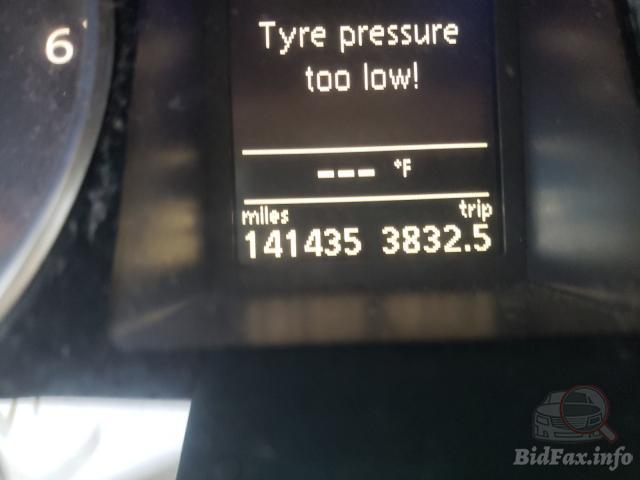 6
Tyre pressure
too low!
--- °F
miles trip
141435 3832.5
BidFax.info